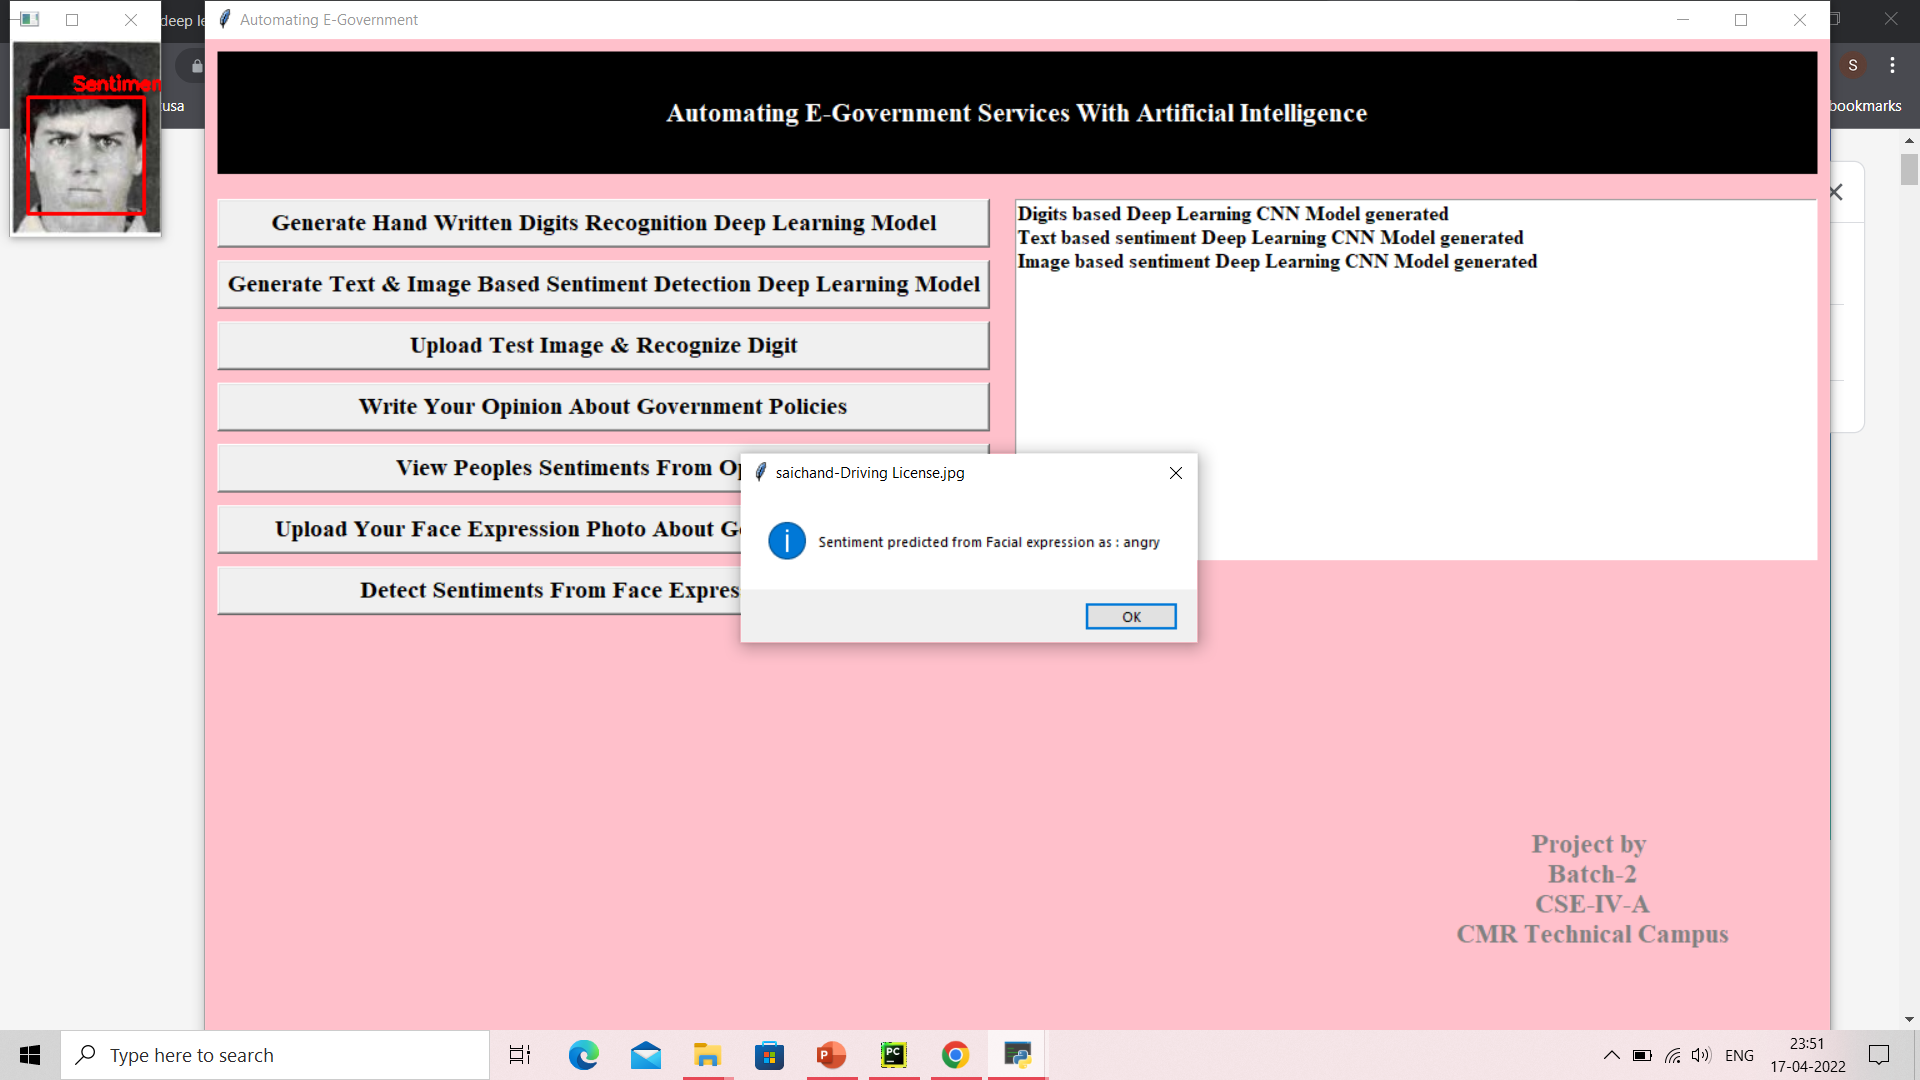 deep le
Automating E-Government
S
usa
bookmarks
Sentimen
Automating E-Government Services With Artificial Intelligence
Generate Hand Written Digits Recognition Deep Learning Model
Generate Text & Image Based Sentiment Detection Deep Learning Model
Upload Test Image & Recognize Digit
Write Your Opinion About Government Policies
View Peoples Sentiments From Op
Upload Your Face Expression Photo About G
Detect Sentiments From Face Expres
Digits based Deep Learning CNN Model generated
Text based sentiment Deep Learning CNN Model generated
Image based sentiment Deep Learning CNN Model generated
saichand-Driving License.jpg
Sentiment predicted from Facial expression as : angry
OK
Project by
Batch-2
CSE-IV-A
CMR Technical Campus
Type here to search
P
PC
ENG
23:51
17-04-2022